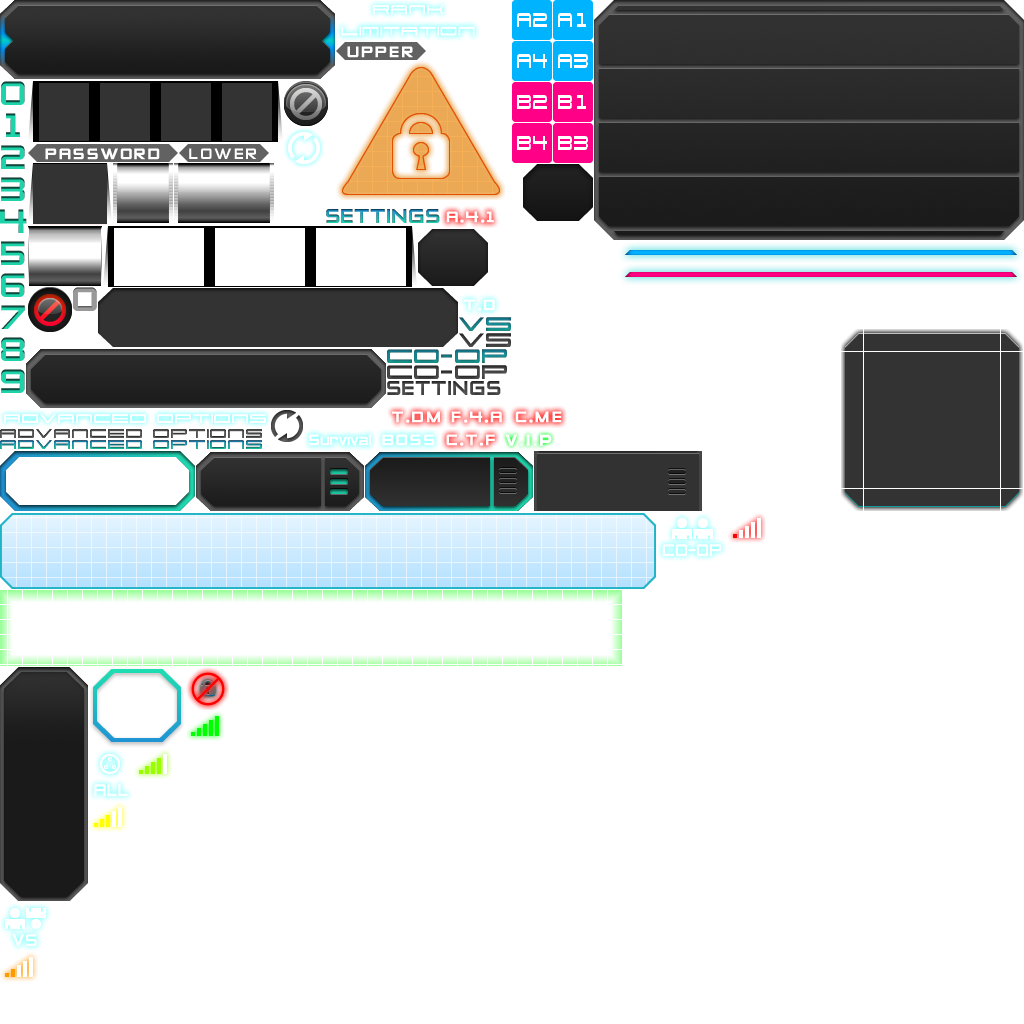 RANK
LIMITATION
UPPER
A2 A1
A4 A3
B2 B1
B4 B3
0
1
2
3
4
5
6
7
8
9
PASSWORD LOWER
SETTINGS A.4.1
T.D
VS
VS
CO-OP
CO-OP
SETTINGS
ADVANCED OPTIONS
ADVANCED OPTIONS
ADVANCED OPTIONS
T.DM F.4.A C.ME
Survival BOSS C.T.F V.I.P
CO-OP
ALL
VS